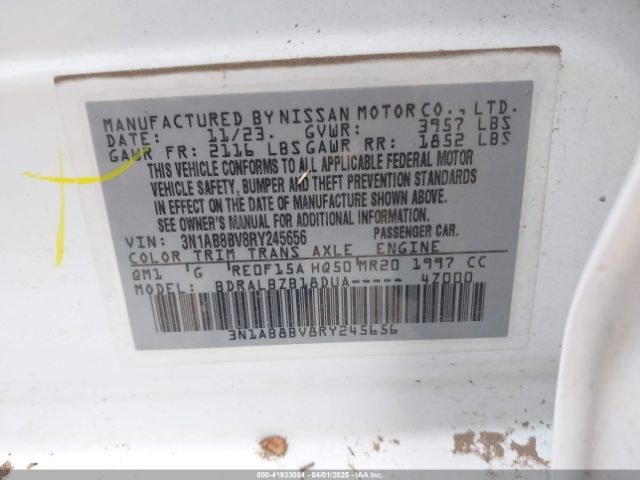 MANUFACTURED BY NISSAN MOTOR CO., LTD.
DATE: 11/23. GVWR: 3957 LBS
GAWR FR: 2116 LBS GAWR RR: 1852 LBS
THIS VEHICLE CONFORMS TO ALL APPLICABLE FEDERAL MOTOR
VEHICLE SAFETY, BUMPER AND THEFT PREVENTION STANDARDS
IN EFFECT ON THE DATE OF MANUFACTURE SHOWN ABOVE.
SEE OWNER'S MANUAL FOR ADDITIONAL INFORMATION.
VIN: 3N1AB8BV8RY245656 PASSENGER CAR.
COLOR TRIM TRANS AXLE ENGINE
QM1 G RE0F15A HQ50 MR20 1997 CC
MODEL: BDRALBZB18DUA----- 47000
3N1AB8BV8RY245656
000-41933084 - 04/01/2025 - IAA Inc.